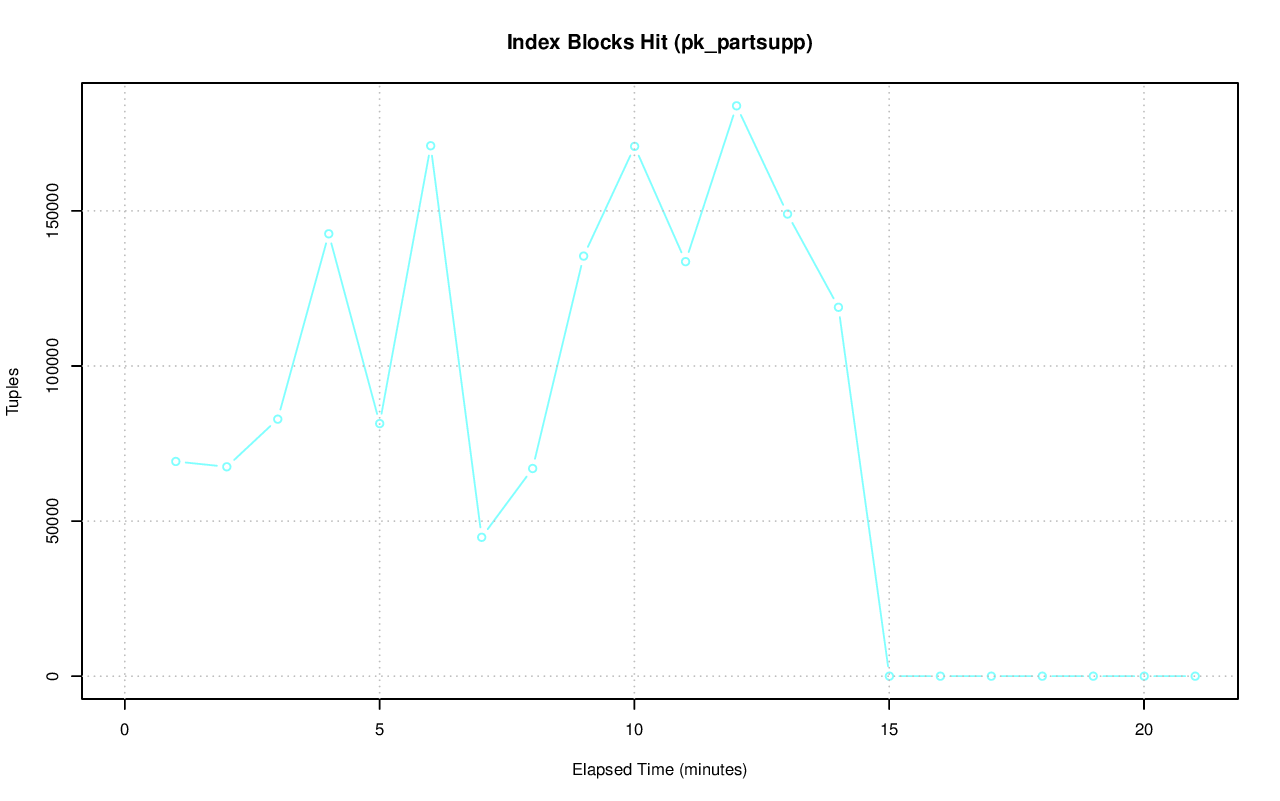 Index Blocks Hit (pk_partsupp)
Tuples
150000
100000
50000
0
0 5 10 15 20
Elapsed Time (minutes)